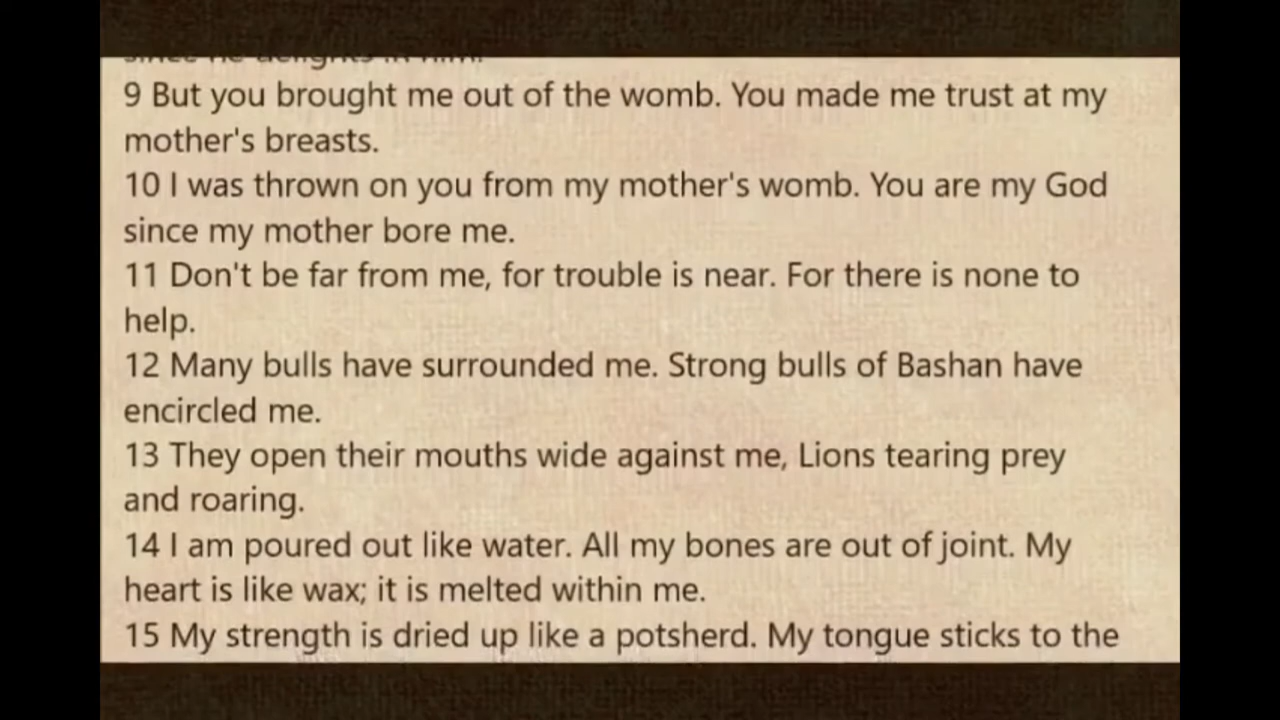 since he delights in him.
9 But you brought me out of the womb. You made me trust at my
mother's breasts.
10 I was thrown on you from my mother's womb. You are my God
since my mother bore me.
11 Don't be far from me, for trouble is near. For there is none to
help.
12 Many bulls have surrounded me. Strong bulls of Bashan have
encircled me.
13 They open their mouths wide against me, Lions tearing prey
and roaring.
14 I am poured out like water. All my bones are out of joint. My
heart is like wax; it is melted within me.
15 My strength is dried up like a potsherd. My tongue sticks to the